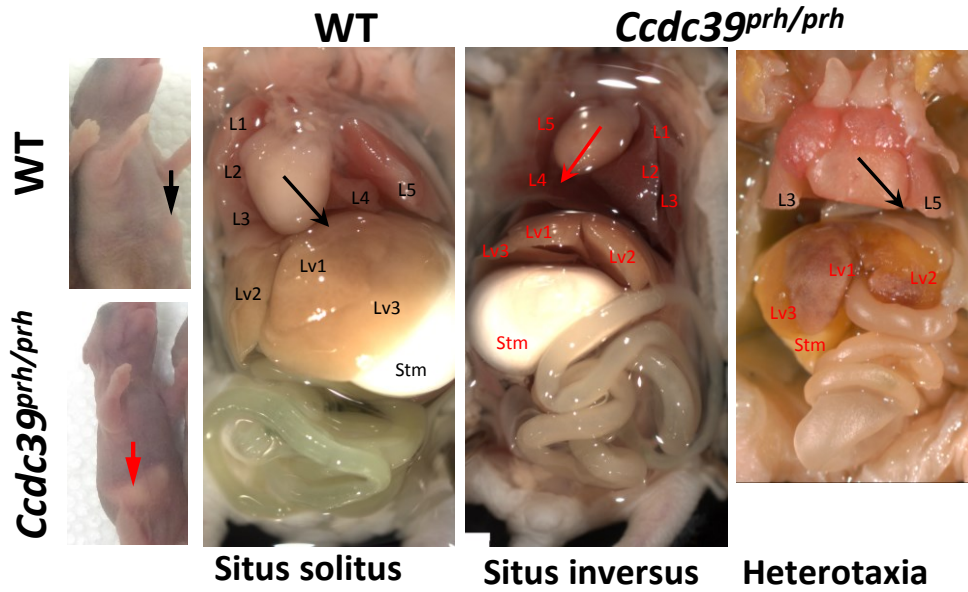 WT
Ccdc39prh/prh
WT
Ccdc39prh/prh
L1
L2
L3
L4
L5
Lv1
Lv2
Lv3
Stm
L5
L1
L4
L2
L3
Lv1
Lv3
Lv2
Stm
L3
L5
Lv1
Lv2
Lv3
Stm
Situs solitus
Situs inversus
Heterotaxia